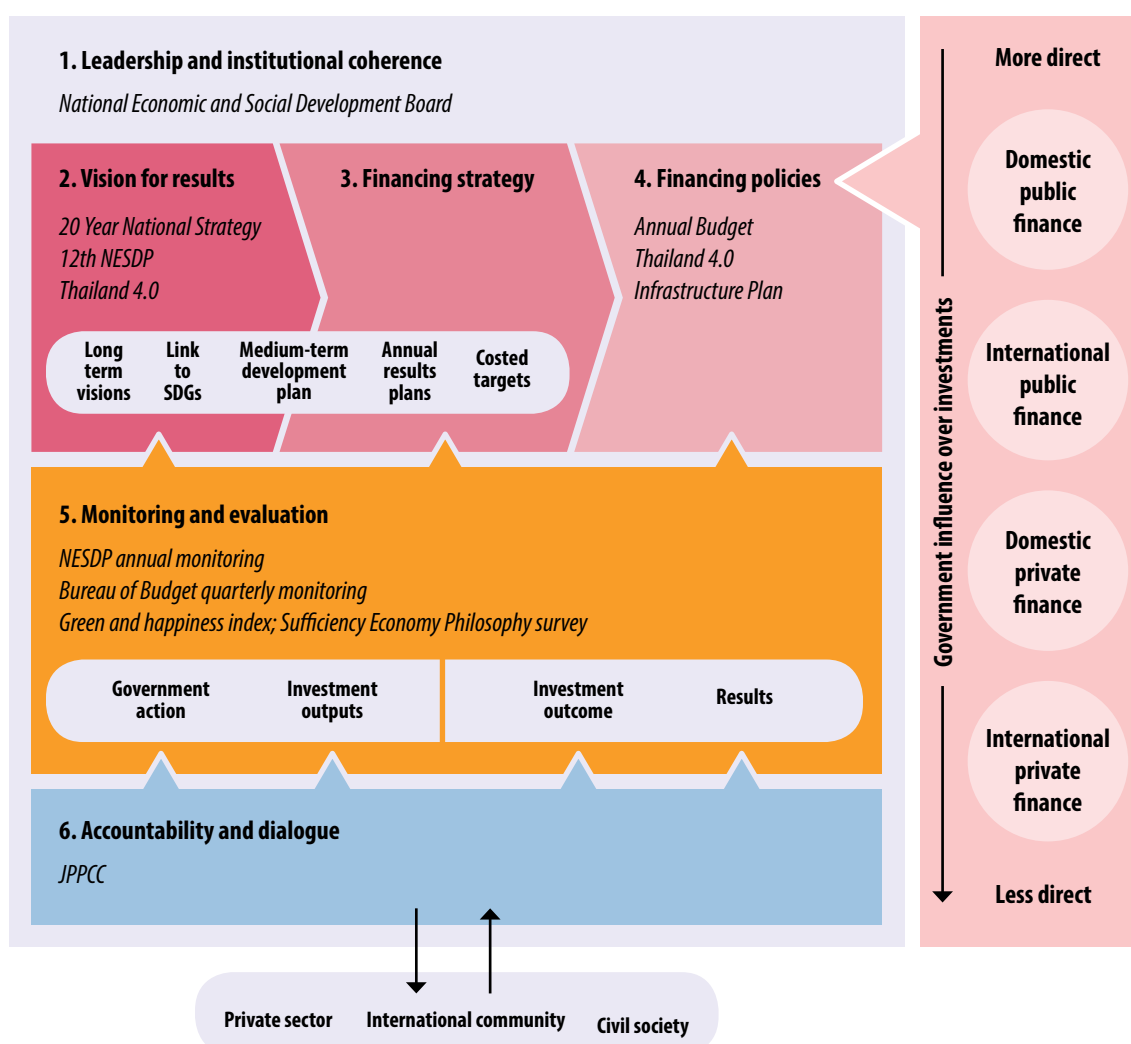 1. Leadership and institutional coherence
National Economic and Social Development Board
2. Vision for results
20 Year National Strategy
12th NESDP
Thailand 4.0
3. Financing strategy
4. Financing policies
Annual Budget
Thailand 4.0
Infrastructure Plan
Long
term
visions
Link
to
SDGs
Medium-term
development
plan
Annual
results
plans
Costed
targets
5. Monitoring and evaluation
NESDP annual monitoring
Bureau of Budget quarterly monitoring
Green and happiness index; Sufficiency Economy Philosophy survey
Government
action
Investment
outputs
Investment
outcome
Results
6. Accountability and dialogue
JPPCC
Private sector
International community
Civil society
Government influence over investments
More direct
Domestic
public
finance
International
public
finance
Domestic
private
finance
International
private
finance
Less direct